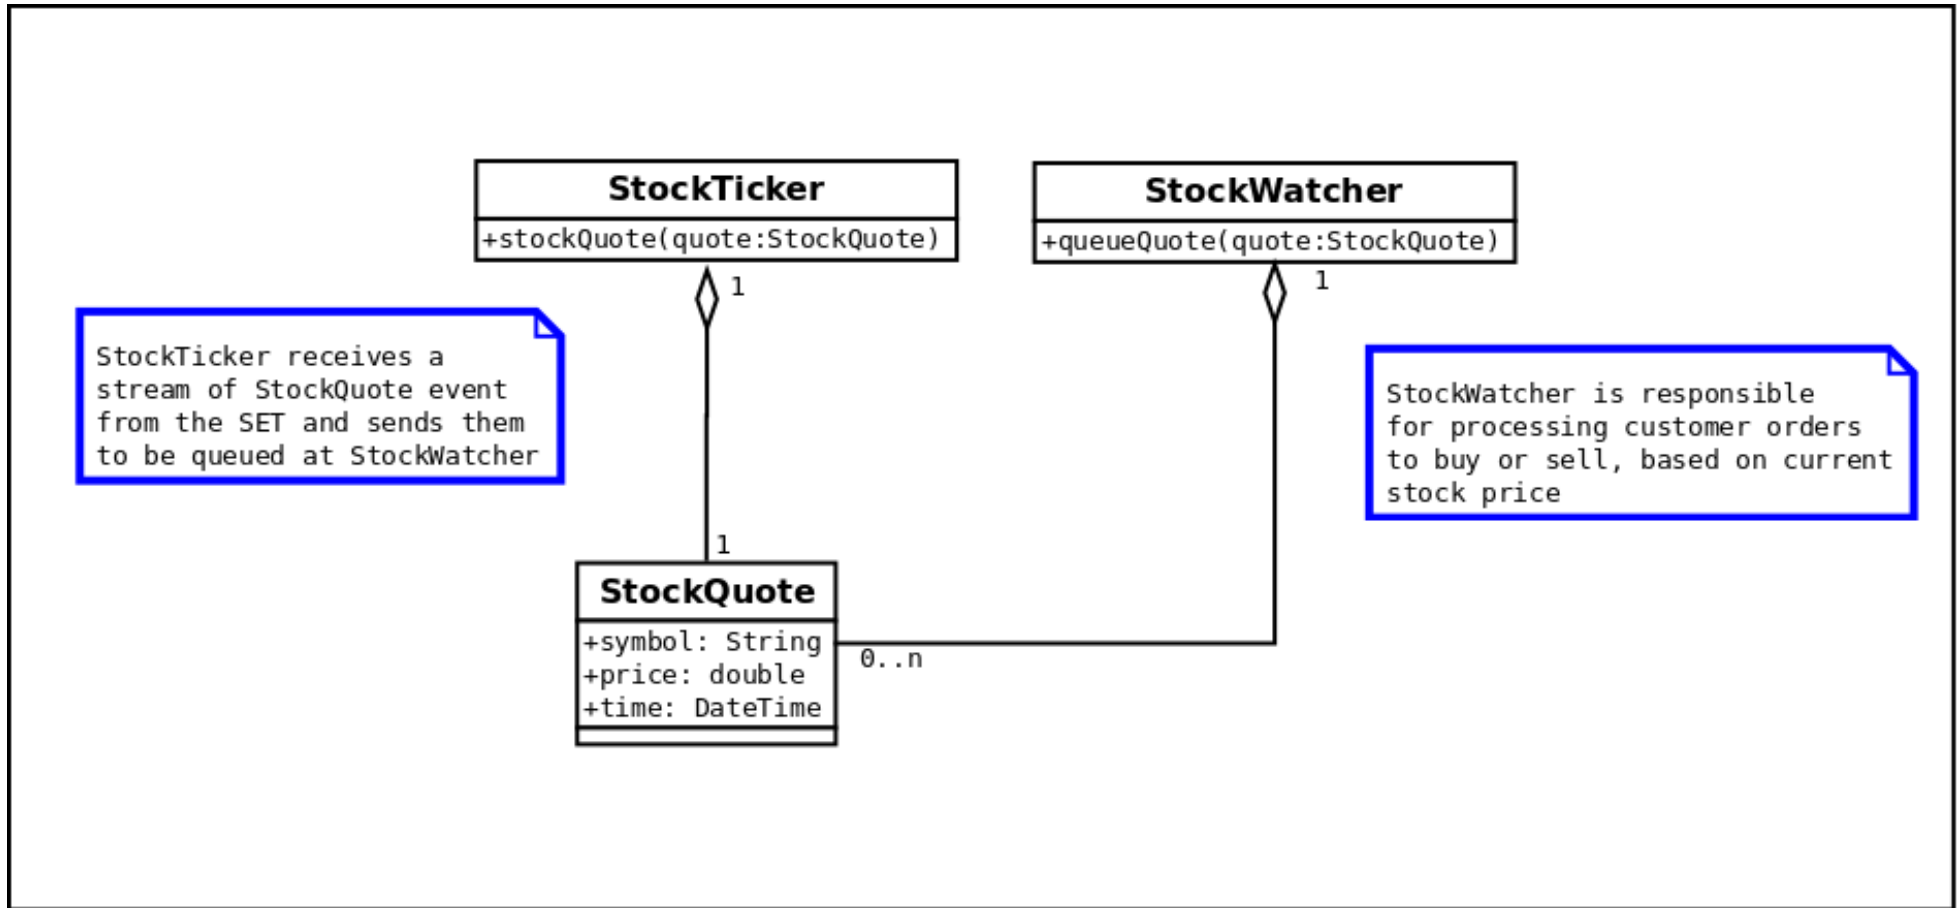 StockTicker
+stockQuote(quote:StockQuote)
StockWatcher
+queueQuote(quote:StockQuote)
1
1
StockTicker receives a
stream of StockQuote event
from the SET and sends them
to be queued at StockWatcher
StockWatcher is responsible
for processing customer orders
to buy or sell, based on current
stock price
1
StockQuote
+symbol: String
+price: double
+time: DateTime
0..n